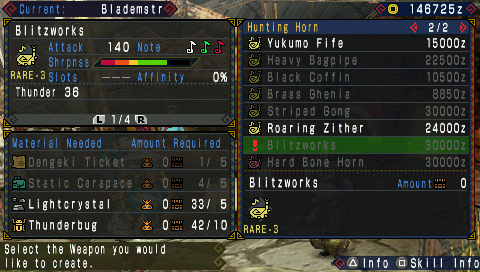 Current: Blademstr
146725z
Blitzworks
Attack 140 Note
Shrpnss
RARE-3 Slots --- Affinity 0%
Thunder 36
L 1/4 R
Material Needed Amount Required
Dengeki Ticket 0 1/ 5
Static Carapace 0 4/ 5
Lightcrystal 0 33/ 5
Thunderbug 0 42/10
Hunting Horn 2/2
Yukumo Fife 15000z
Heavy Bagpipe 22500z
Black Coffin 10500z
Brass Ghenia 8850z
Striped Gong 30000z
Roaring Zither 24000z
Blitzworks 30000z
Hard Bone Horn 30000z
Blitzworks Amount 0
RARE-3
Select the Weapon you would
like to create.
Info Skill Info